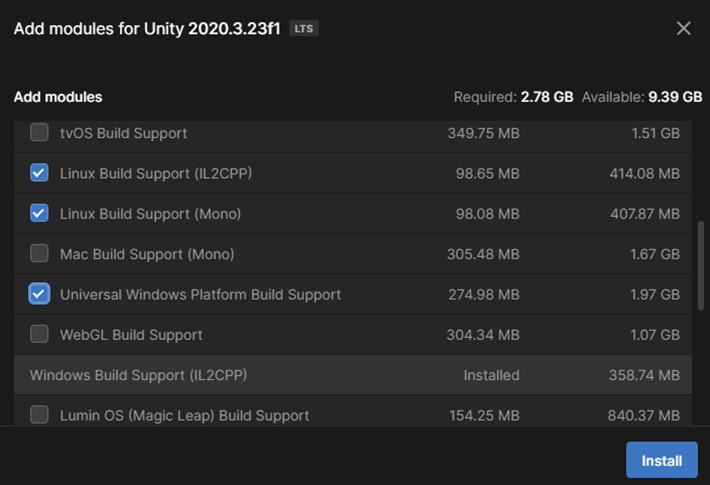 Add modules for Unity 2020.3.23f1 LTS
Add modules Required: 2.78 GB Available: 9.39 GB
tvOS Build Support 349.75 MB 1.51 GB
Linux Build Support (IL2CPP) 98.65 MB 414.08 MB
Linux Build Support (Mono) 98.08 MB 407.87 MB
Mac Build Support (Mono) 305.48 MB 1.67 GB
Universal Windows Platform Build Support 274.98 MB 1.97 GB
WebGL Build Support 304.34 MB 1.07 GB
Windows Build Support (IL2CPP) Installed 358.74 MB
Lumin OS (Magic Leap) Build Support 154.25 MB 840.37 MB
Install